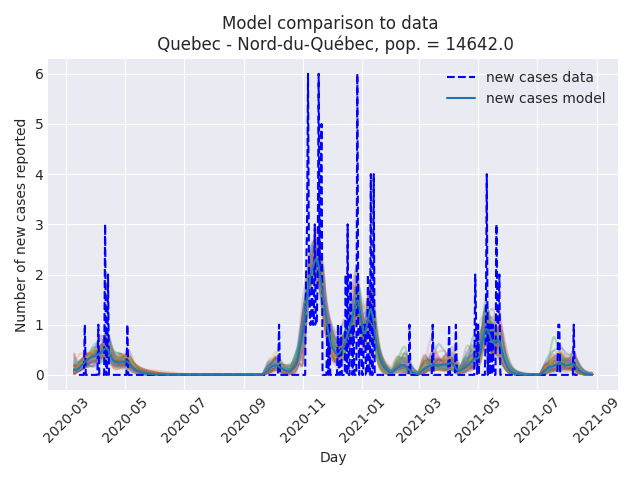 Model comparison to data
Quebec - Nord-du-Québec, pop. = 14642.0
new cases data
new cases model
Number of new cases reported
6
5
4
3
2
1
0
2020-03
2020-05
2020-07
2020-09
2020-11
2021-01
2021-03
2021-05
2021-07
2021-09
Day